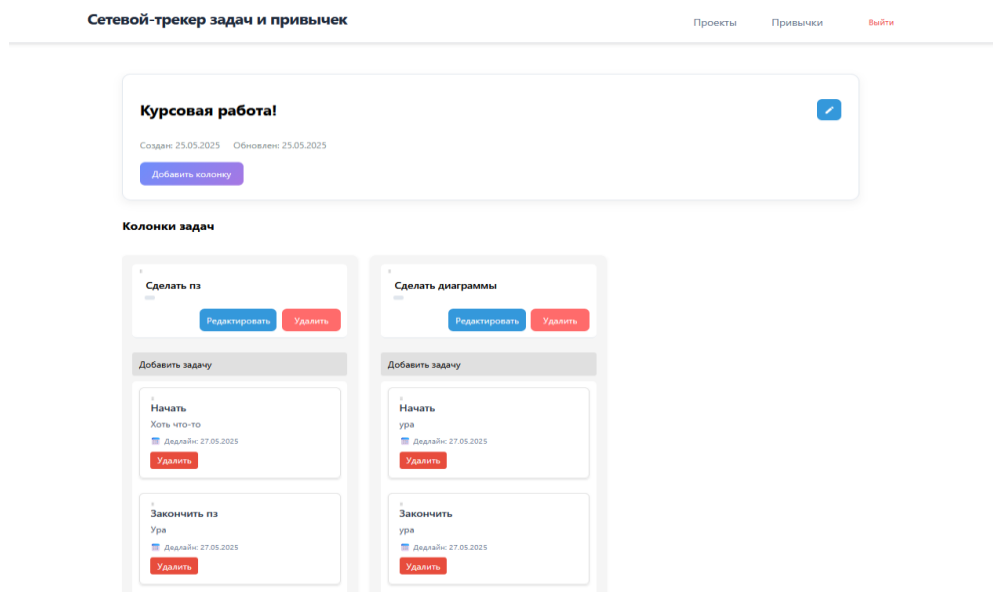 Сетевой-трекер задач и привычек
Проекты Привычки Выйти
Курсовая работа!
Создан: 25.05.2025 Обновлен: 25.05.2025
Добавить колонку
Колонки задач
Сделать пз
Редактировать Удалить
Добавить задачу
Начать
Хоть что-то
Дедлайн: 27.05.2025
Удалить
Закончить пз
Ура
Дедлайн: 27.05.2025
Удалить
Сделать диаграммы
Редактировать Удалить
Добавить задачу
Начать
ура
Дедлайн: 27.05.2025
Удалить
Закончить
ура
Дедлайн: 27.05.2025
Удалить